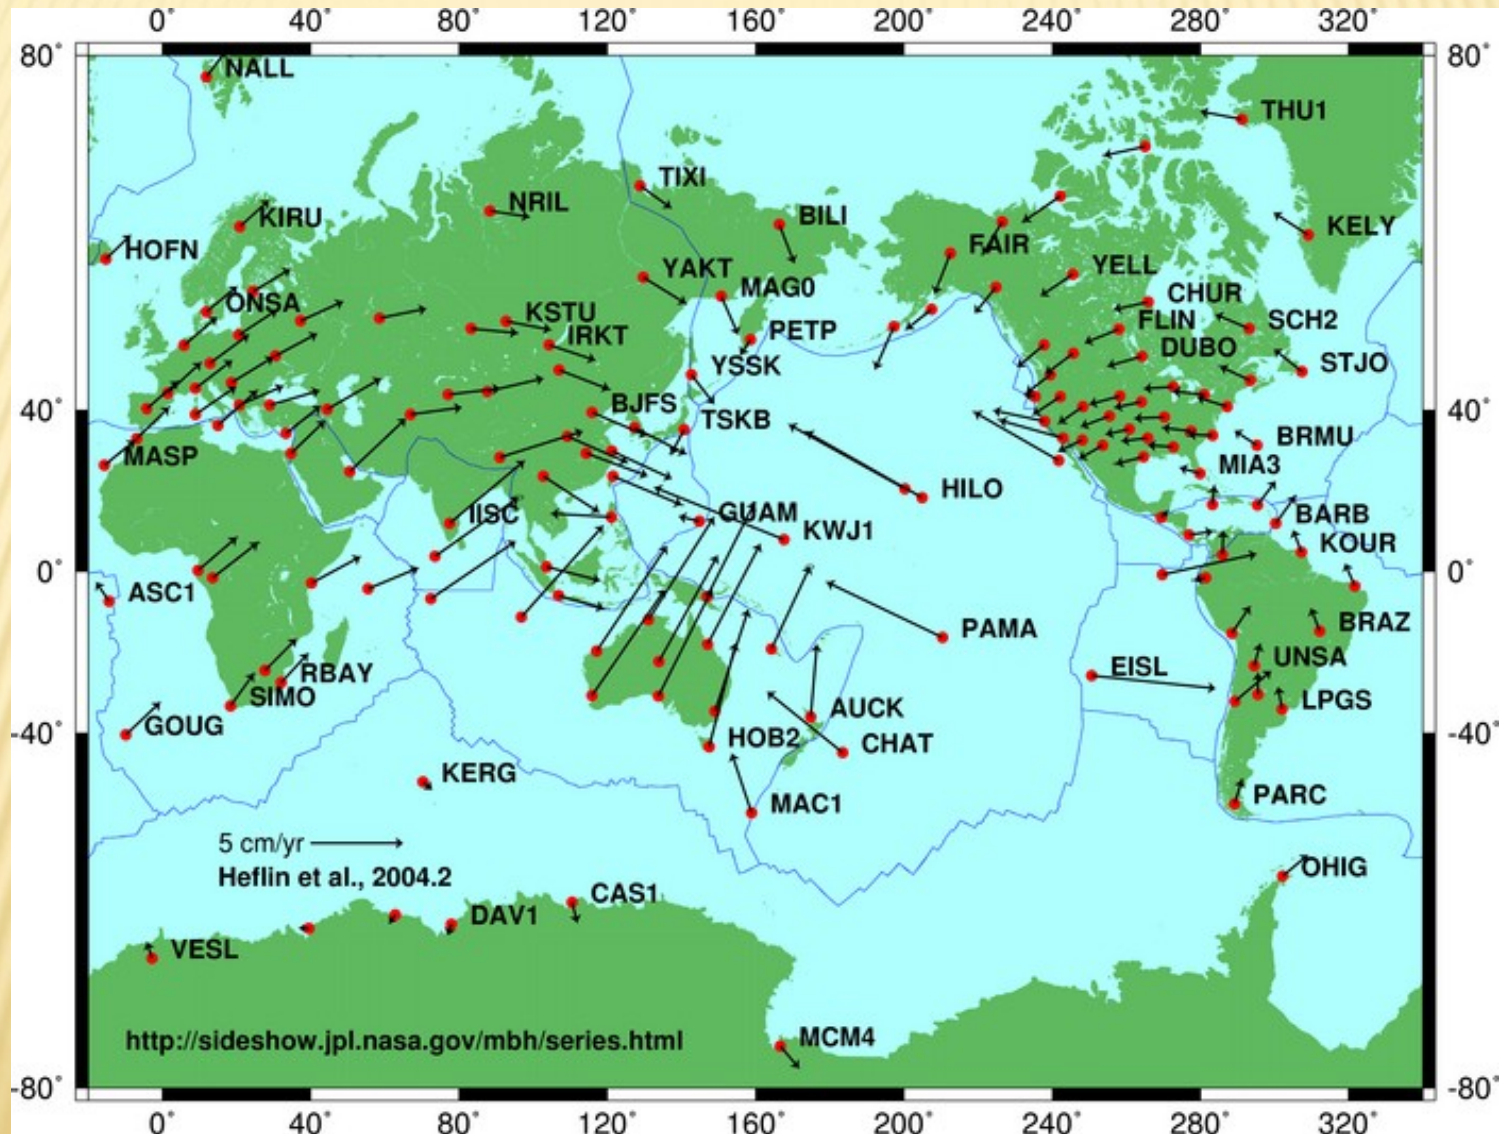 0˚ 40˚ 80˚ 120˚ 160˚ 200˚ 240˚ 280˚ 320˚
80˚ 80˚
NALL
THU1
TIXI
NRIL
BILI
KIRU
KELY
HOFN
FAIR
YAKT
YELL
MAG0
CHUR
ONSA
KSTU
FLIN
SCH2
IRKT
PETP
DUBO
YSSK
STJO
40˚ BJFS 40˚
TSKB
BRMU
MASP
MIA3
HILO
IISC
GUAM
BARB
KWJ1
KOUR
0˚ 0˚
ASC1
BRAZ
PAMA
UNSA
EISL
RBAY
SIMO
LPGS
AUCK
GOUG
-40˚ HOB2 -40˚
CHAT
KERG
PARC
MAC1
5 cm/yr
OHIG
Heflin et al., 2004.2
CAS1
DAV1
VESL
MCM4
http://sideshow.jpl.nasa.gov/mbh/series.html
-80˚ -80˚
0˚ 40˚ 80˚ 120˚ 160˚ 200˚ 240˚ 280˚ 320˚